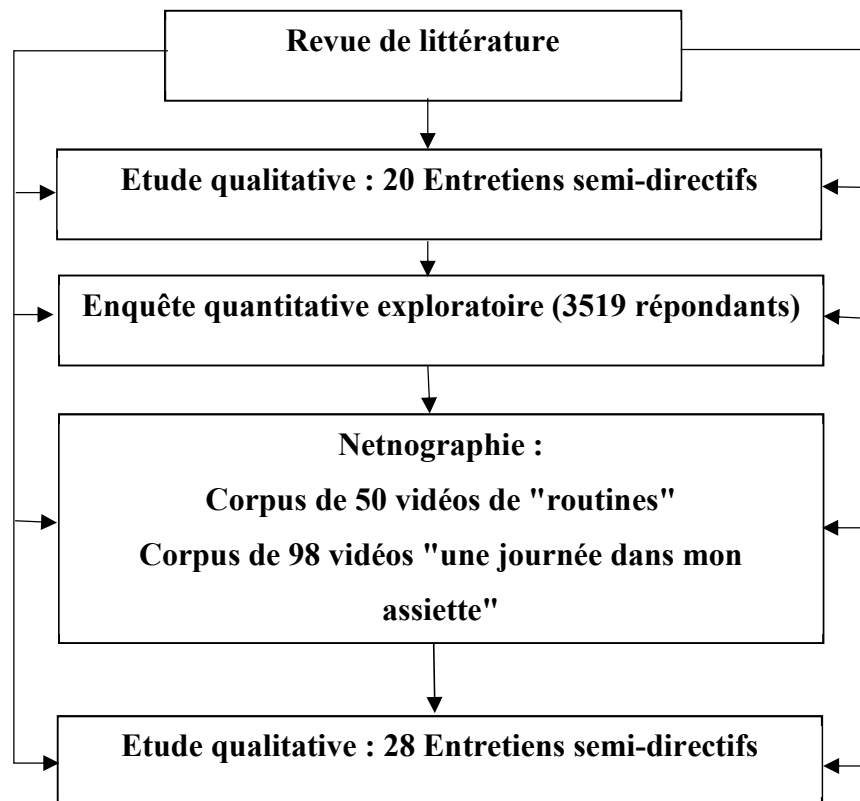 Revue de littérature
Etude qualitative : 20 Entretiens semi-directifs
Enquête quantitative exploratoire (3519 répondants)
Netnographie :
Corpus de 50 vidéos de "routines"
Corpus de 98 vidéos "une journée dans mon
assiette"
Etude qualitative : 28 Entretiens semi-directifs